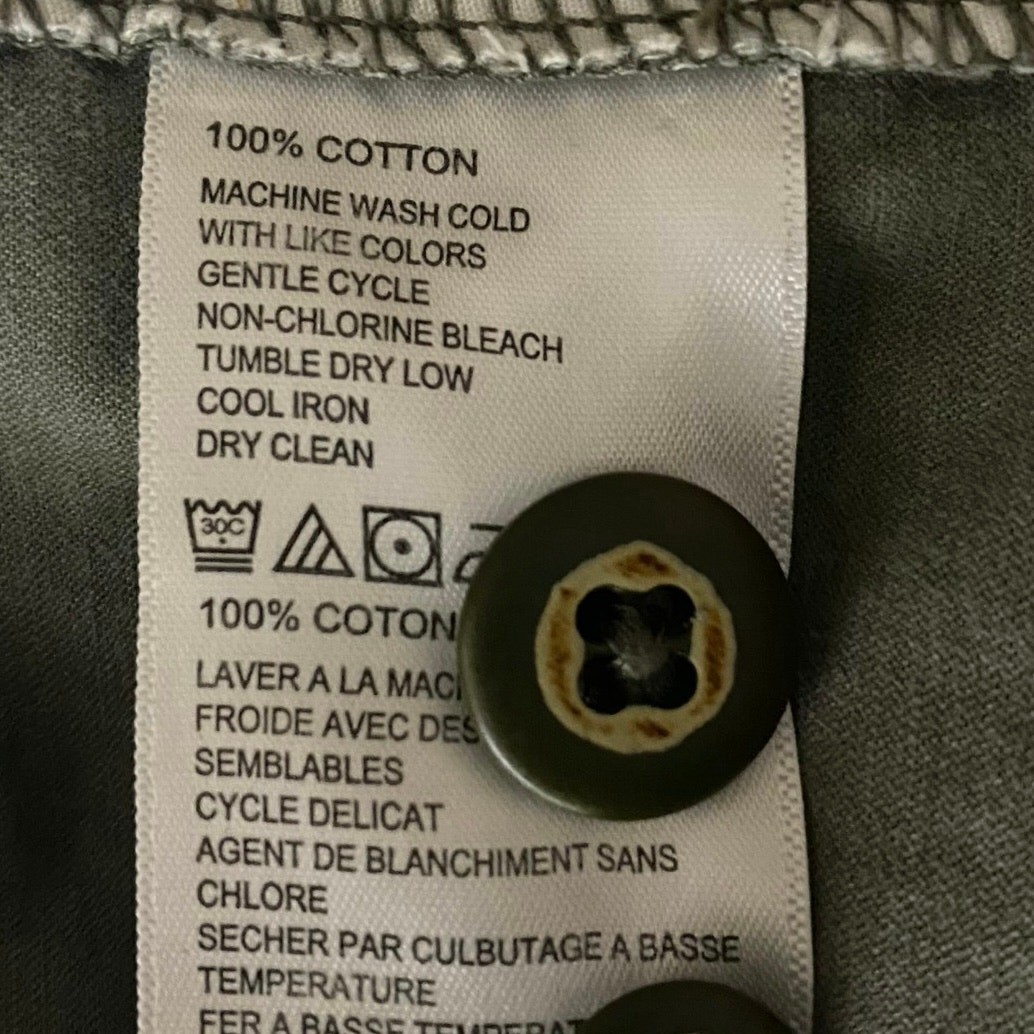 100% COTTON
MACHINE WASH COLD
WITH LIKE COLORS
GENTLE CYCLE
NON-CHLORINE BLEACH
TUMBLE DRY LOW
COOL IRON
DRY CLEAN
30C
100% COTON
LAVER A LA
FROIDE AVEC DES
SEMBLABLES
CYCLE DELICAT
AGENT DE BLANCHIMENT SANS
CHLORE
SECHER PAR CULBUTAGE A BASSE
TEMPERATURE
FER A BASSE